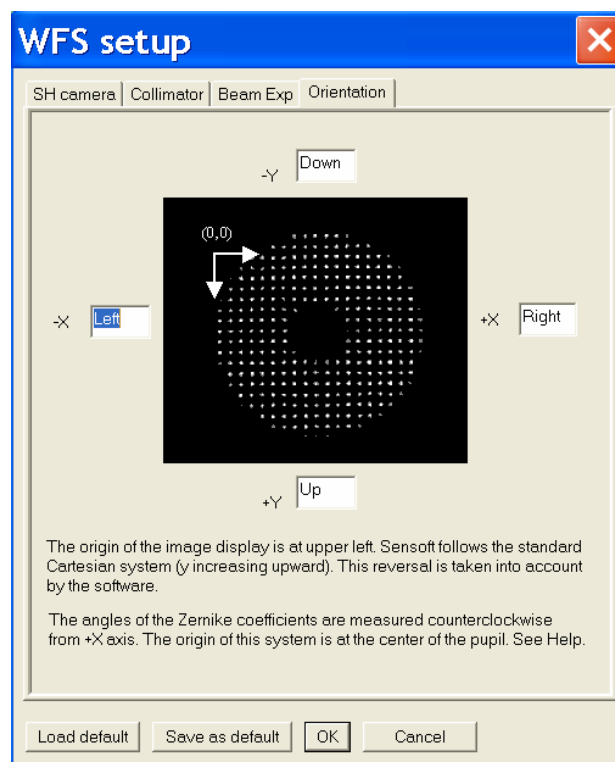 WFS setup
SH camera
Collimator
Beam Exp
Orientation
-Y
Down
(0,0)
-X
Left
+X
Right
+Y
Up
The origin of the image display is at upper left. Sensoft follows the standard
Cartesian system (y increasing upward). This reversal is taken into account
by the software.
The angles of the Zernike coefficients are measured counterclockwise
from +X axis. The origin of this system is at the center of the pupil. See Help.
Load default
Save as default
OK
Cancel